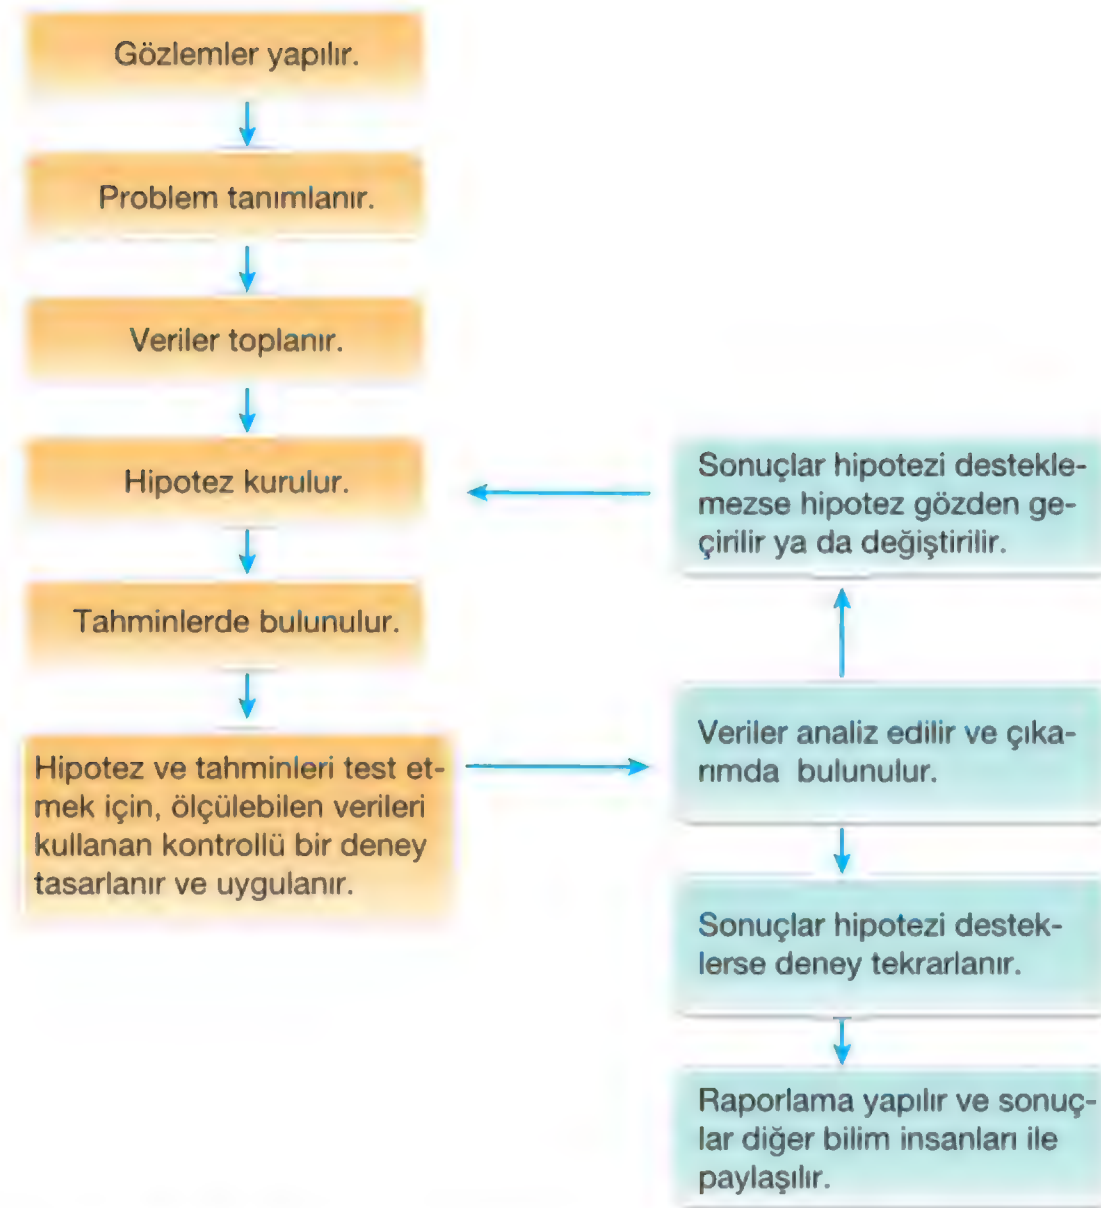 Gözlemler yapılır.
Problem tanımlanır.
Veriler toplanır.
Hipotez kurulur.
Tahminlerde bulunulur.
Hipotez ve tahminleri test et-
mek için, ölçülebilen verileri
kullanan kontrollü bir deney
tasarlanır ve uygulanır.
Sonuçlar hipotezi destekle-
mezse hipotez gözden ge-
çirilir ya da değiştirilir.
Veriler analiz edilir ve çıka-
rımda bulunulur.
Sonuçlar hipotezi destek-
lerse deney tekrarlanır.
Raporlama yapılır ve sonuç-
lar diğer bilim insanları ile
paylaşılır.